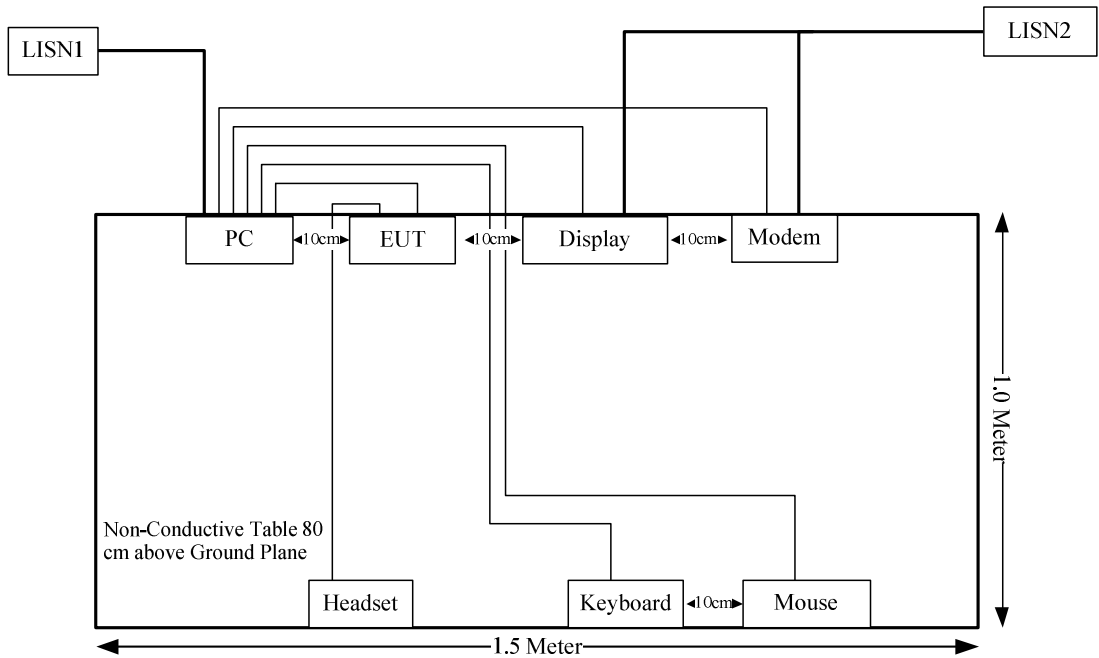 LISN1
LISN2
PC
10cm
EUT
10cm
Display
10cm
Modem
1.0 Meter
Non-Conductive Table 80
cm above Ground Plane
Headset
Keyboard
10cm
Mouse
1.5 Meter